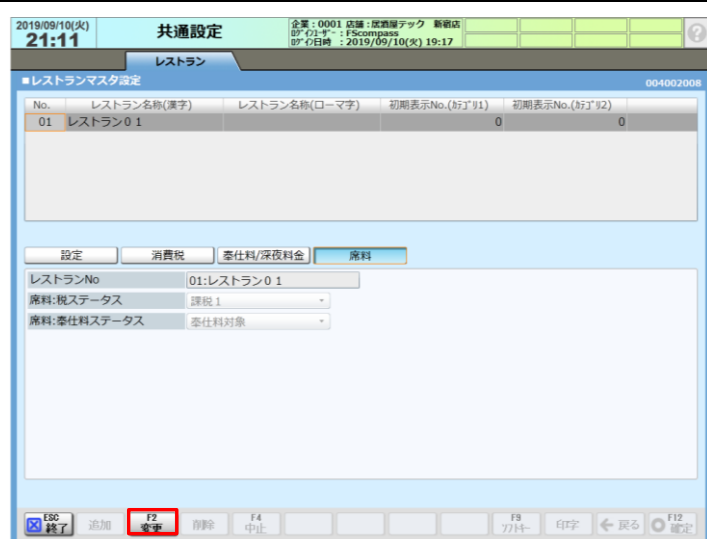 2019/09/10(火)
21:11
共通設定
企業 : 0001 店舗 : 居酒屋テック 新宿店
ﾛｸﾞｲﾝﾕｰｻﾞｰ : FScompass
ﾛｸﾞｲﾝ日時 : 2019/09/10(火) 19:17
?
レストラン
■レストランマスタ設定
004002008
No. レストラン名称(漢字) レストラン名称(ローマ字) 初期表示No.(ｶﾃｺﾞﾘ1) 初期表示No.(ｶﾃｺﾞﾘ2)
01 レストラン０１ 0 0
設定 消費税 奉仕料/深夜料金 席料
レストランNo 01:レストラン０１
席料:税ステータス 課税１
席料:奉仕料ステータス 奉仕料対象
ESC 終了
追加
F2 変更
削除
F4 中止
F9 ｿﾌﾄｷｰ
印字
戻る
F12 確定